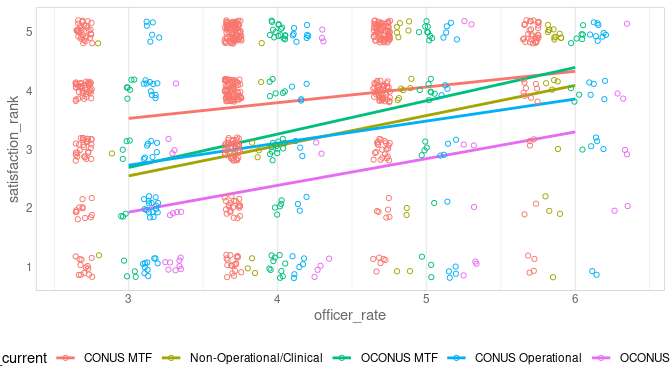 5
4
3
2
1
satisfaction_rank
3 4 5 6
officer_rate
_current CONUS MTF Non-Operational/Clinical OCONUS MTF CONUS Operational OCONUS